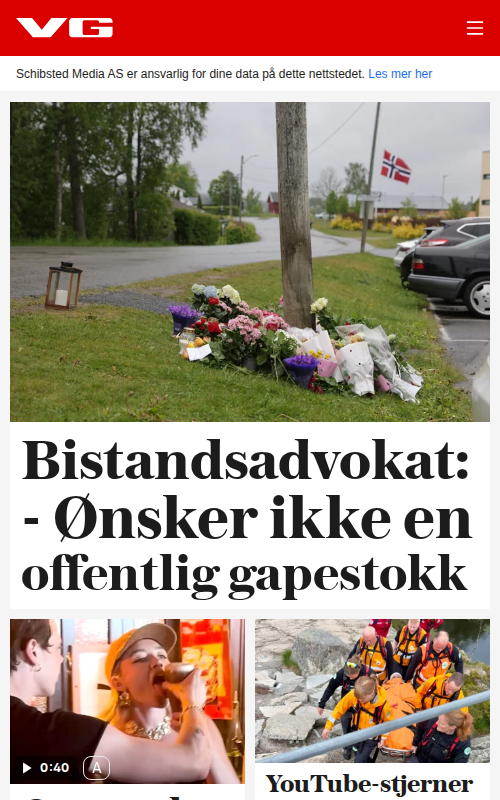 VG
Schibsted Media AS er ansvarlig for dine data på dette nettstedet. Les mer her
Bistandsadvokat:
- Ønsker ikke en
offentlig gapestokk
0:40 A
YouTube-stjerner